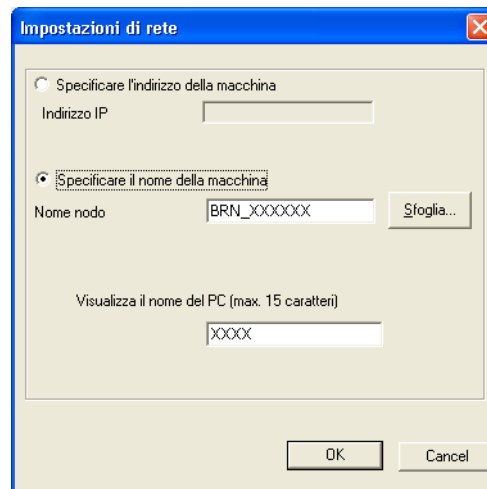 Impostazioni di rete
Specificare l'indirizzo della macchina
Indirizzo IP
Specificare il nome della macchina
Nome nodo
BRN_XXXXXX
Sfoglia...
Visualizza il nome del PC (max. 15 caratteri)
XXXX
OK
Cancel